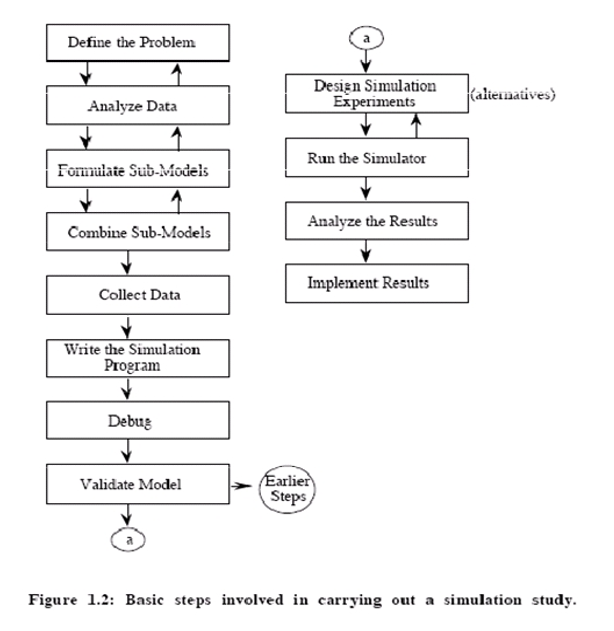 Define the Problem
Analyze Data
Formulate Sub-Models
Combine Sub-Models
Collect Data
Write the Simulation
Program
Debug
Validate Model
Earlier
Steps
a
a
Design Simulation
Experiments
(alternatives)
Run the Simulator
Analyze the Results
Implement Results
Figure 1.2: Basic steps involved in carrying out a simulation study.